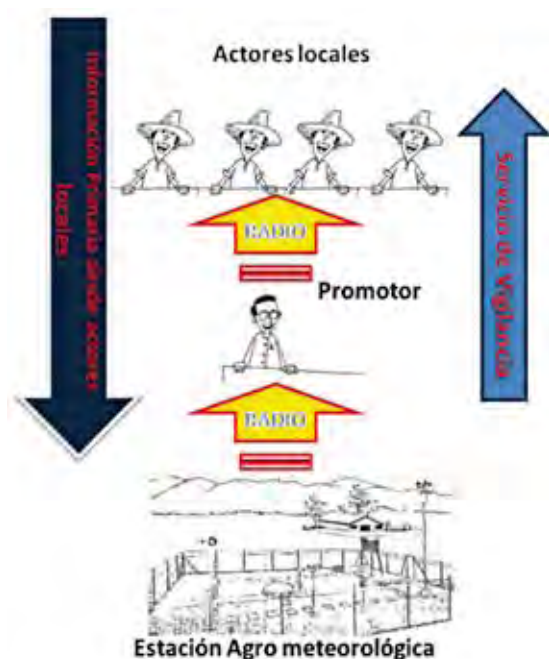 Actores locales
Información Primaria desde actores
locales
RADIO
Servicio de Vigilancia
Promotor
RADIO
Estación Agro meteorológica